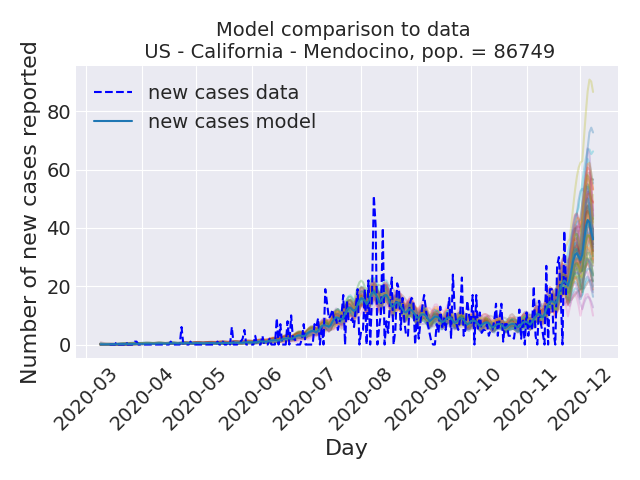 Model comparison to data
US - California - Mendocino, pop. = 86749
Number of new cases reported
80
60
40
20
0
new cases data
new cases model
2020-03
2020-04
2020-05
2020-06
2020-07
2020-08
2020-09
2020-10
2020-11
2020-12
Day